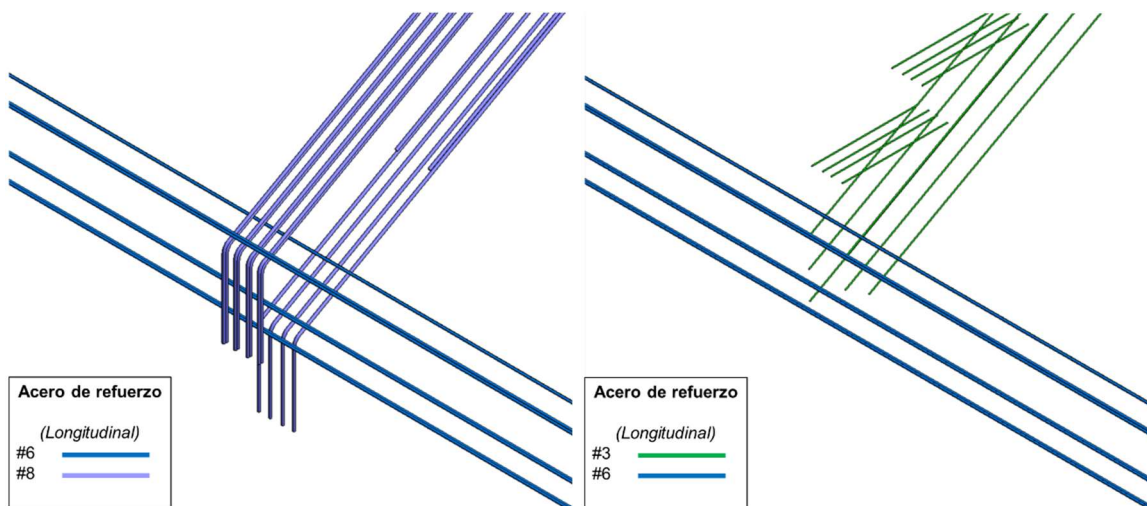 Acero de refuerzo
(Longitudinal)
#6
#8
Acero de refuerzo
(Longitudinal)
#3
#6